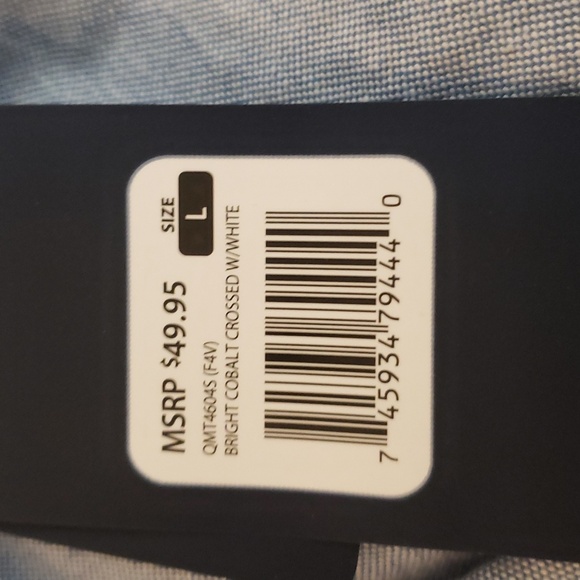 MSRP $49.95
SIZE
L
QMT4604S (F4V)
BRIGHT COBALT CROSSED W/WHITE
7 45934 79444 0